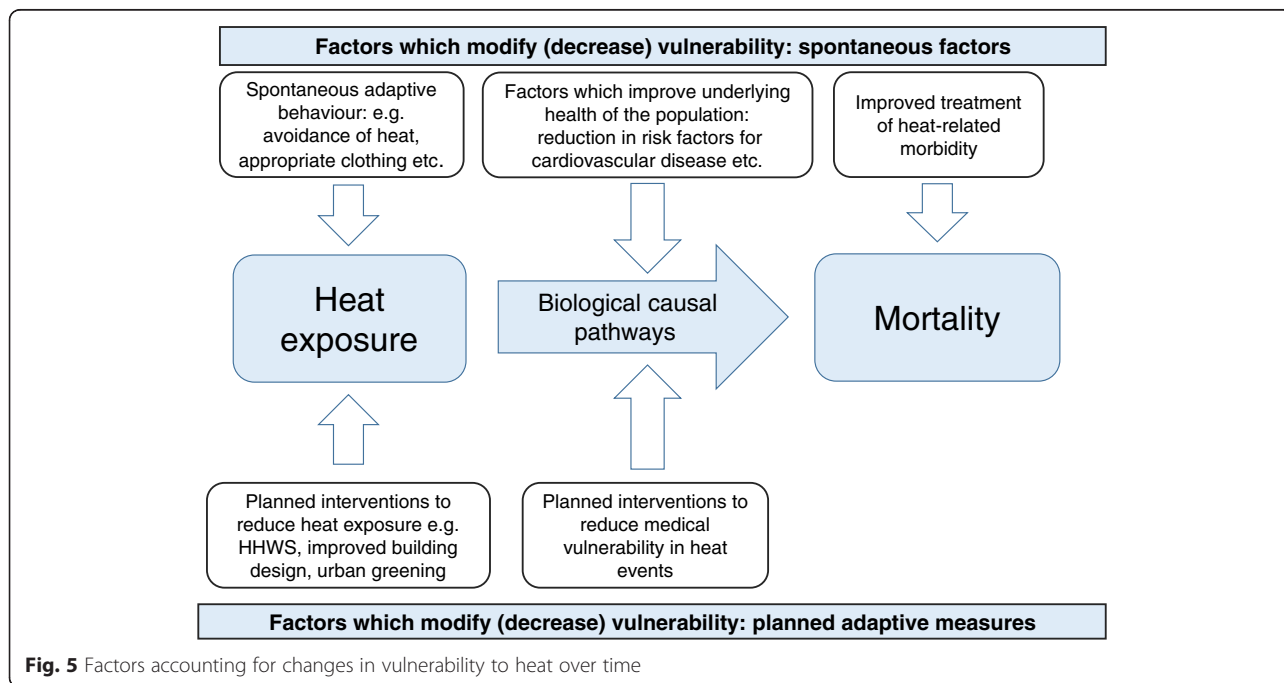 Factors which modify (decrease) vulnerability: spontaneous factors
Spontaneous adaptive
behaviour: e.g.
avoidance of heat,
appropriate clothing etc.
Factors which improve underlying
health of the population:
reduction in risk factors for
cardiovascular disease etc.
Improved treatment
of heat-related
morbidity
Heat
exposure
Biological causal
pathways
Mortality
Planned interventions to
reduce heat exposure e.g.
HHWS, improved building
design, urban greening
Planned interventions to
reduce medical
vulnerability in heat
events
Factors which modify (decrease) vulnerability: planned adaptive measures
Fig. 5 Factors accounting for changes in vulnerability to heat over time